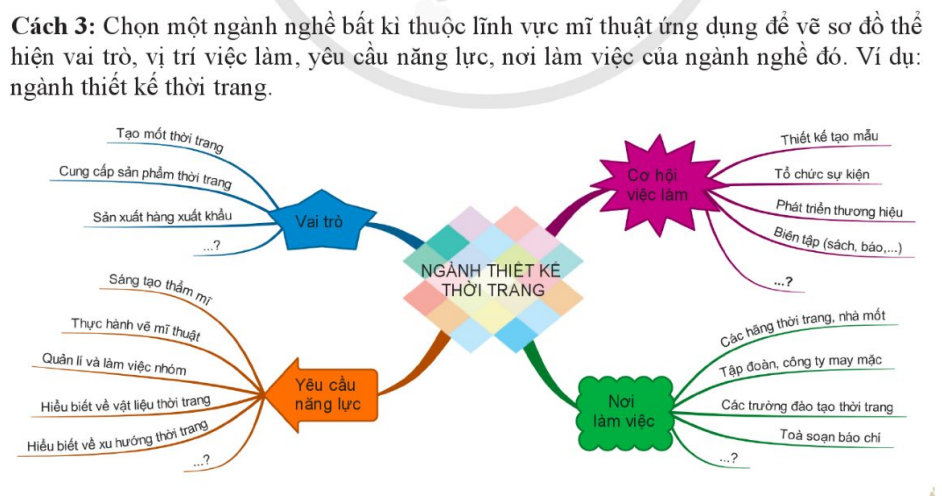 Cách 3: Chọn một ngành nghề bất kì thuộc lĩnh vực mĩ thuật ứng dụng để vẽ sơ đồ thể
hiện vai trò, vị trí việc làm, yêu cầu năng lực, nơi làm việc của ngành nghề đó. Ví dụ:
ngành thiết kế thời trang.
Tạo mốt thời trang
Cung cấp sản phẩm thời trang
Sản xuất hàng xuất khẩu
...?
Vai trò
Cơ hội
việc làm
Thiết kế tạo mẫu
Tổ chức sự kiện
Phát triển thương hiệu
Biên tập (sách, báo,...)
...?
NGÀNH THIẾT KẾ
THỜI TRANG
Sáng tạo thẩm mĩ
Thực hành vẽ mĩ thuật
Quản lí và làm việc nhóm
Hiểu biết về vật liệu thời trang
Hiểu biết về xu hướng thời trang
...?
Yêu cầu
năng lực
Nơi
làm việc
Các hãng thời trang, nhà mốt
Tập đoàn, công ty may mặc
Các trường đào tạo thời trang
Toà soạn báo chí
...?